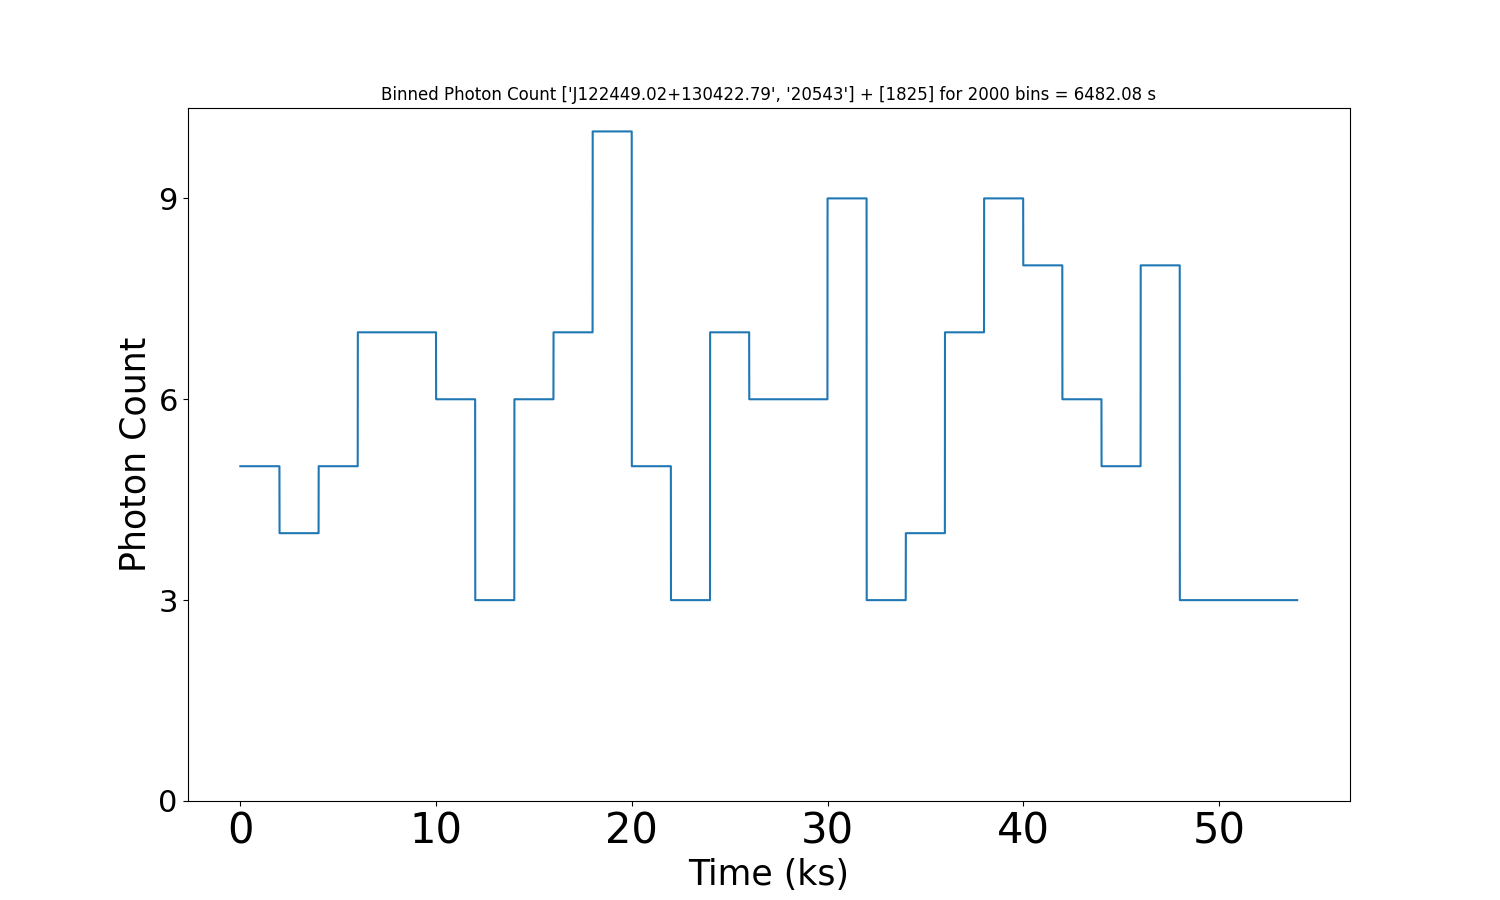 Binned Photon Count ['J122449.02+130422.79', '20543'] + [1825] for 2000 bins = 6482.08 s
9
6
3
0
Photon Count
0 10 20 30 40 50
Time (ks)